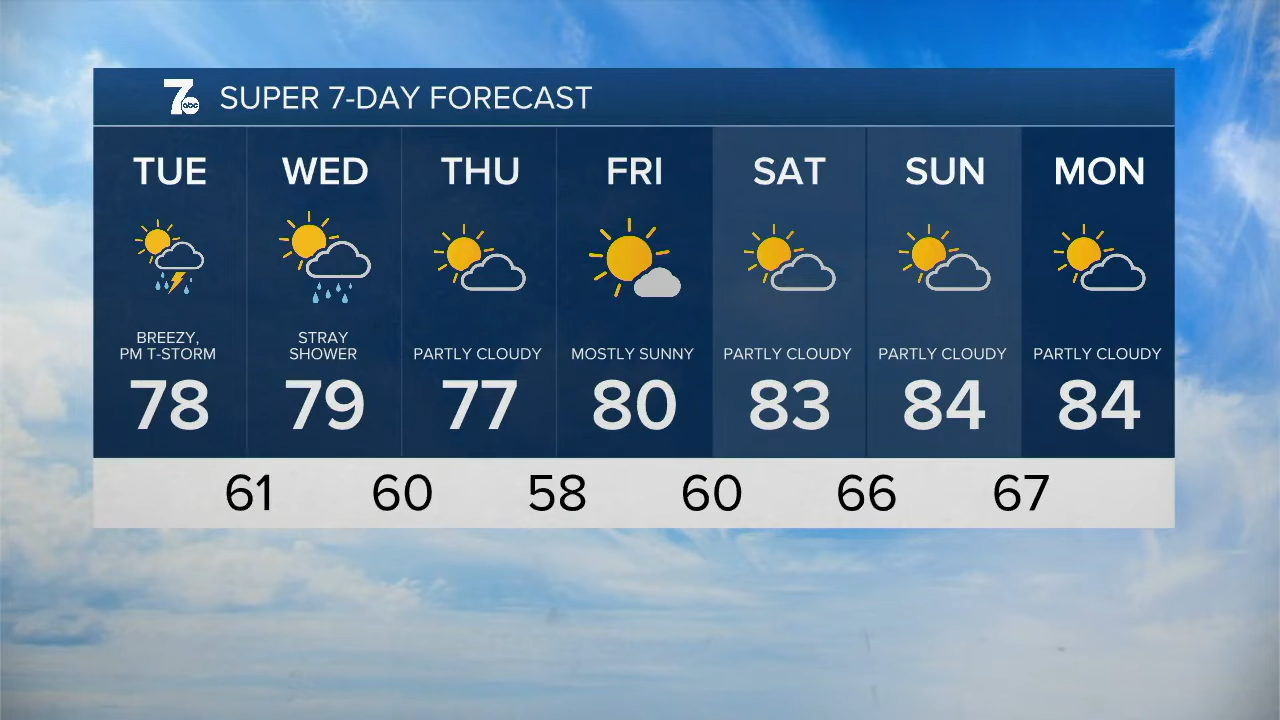 7 abc SUPER 7-DAY FORECAST
TUE WED THU FRI SAT SUN MON
BREEZY, STRAY
PM T-STORM SHOWER PARTLY CLOUDY MOSTLY SUNNY PARTLY CLOUDY PARTLY CLOUDY PARTLY CLOUDY
78 79 77 80 83 84 84
61 60 58 60 66 67